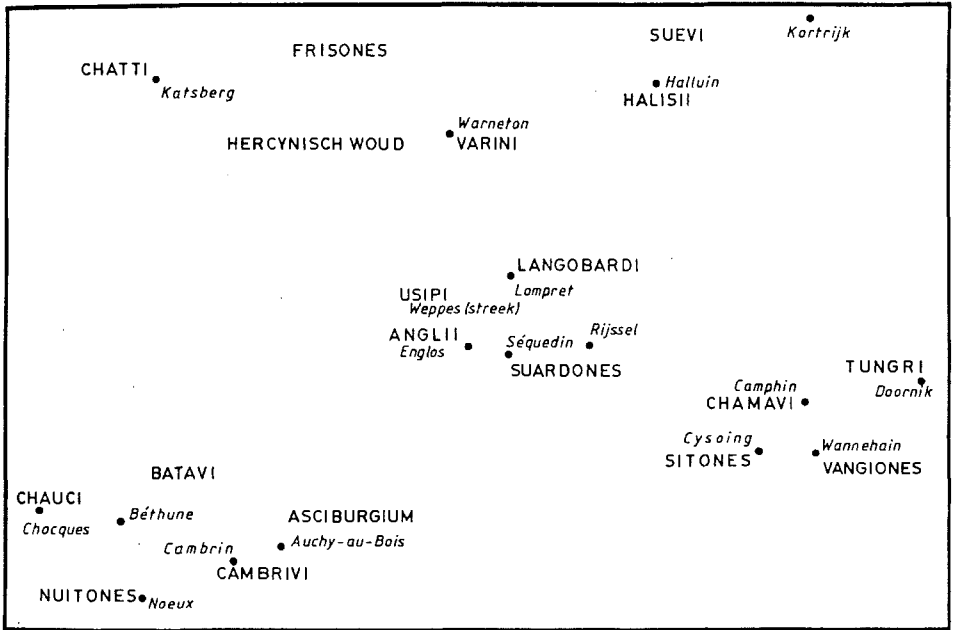 SUEVI
Kortrijk
FRISONES
CHATTI
Katsberg
Halluin
HALISII
HERCYNISCH WOUD
Warneton
VARINI
LANGOBARDI
Lompret
USIPI
Weppes (streek)
ANGLII
Englos
Séquedin
Rijssel
SUARDONES
TUNGRI
Doornik
Camphin
CHAMAVI
Cysoing
SITONES
Wannehain
VANGIONES
BATAVI
CHAUCI
Chocques
Béthune
ASCIBURGIUM
Auchy-au-Bois
Cambrin
CAMBRIVI
NUITONES
Noeux